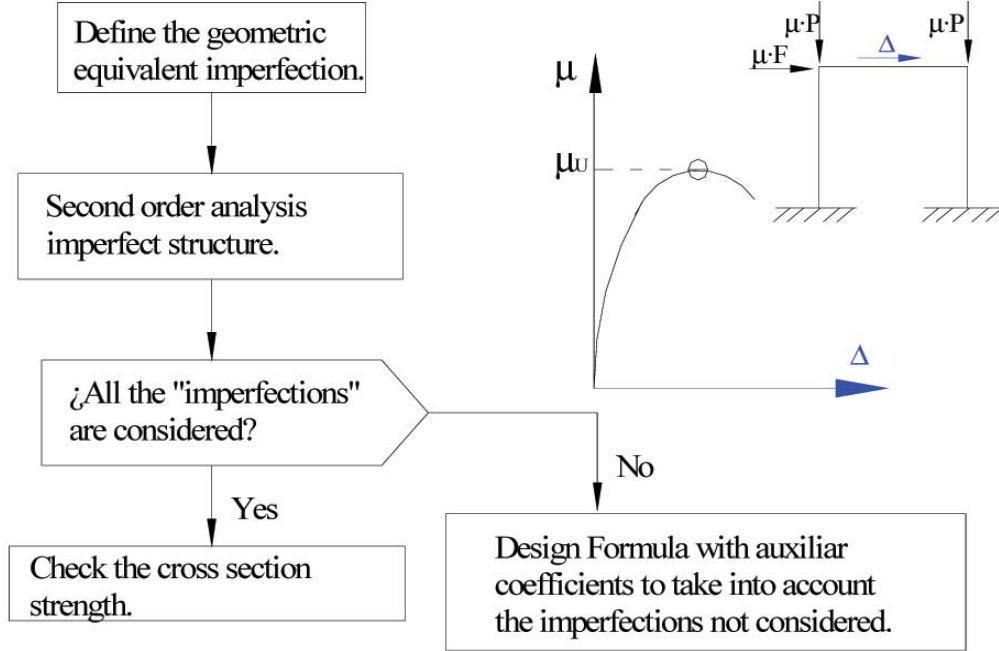 Define the geometric
equivalent imperfection.
Second order analysis
imperfect structure.
¿All the "imperfections"
are considered?
Yes
No
Check the cross section
strength.
Design Formula with auxiliar
coefficients to take into account
the imperfections not considered.
μ
μU
Δ
μ·P
μ·P
Δ
μ·F